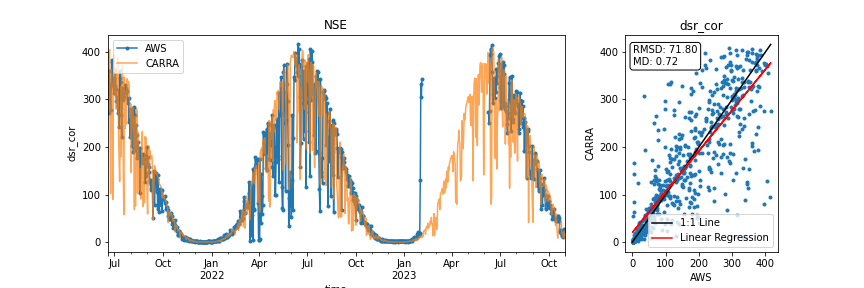 NSE
dsr_cor
AWS
CARRA
dsr_cor
400
300
200
100
0
Jul
Oct
Jan
2022
Apr
Jul
Oct
Jan
2023
Apr
Jul
Oct
time
dsr_cor
RMSD: 71.80
MD: 0.72
CARRA
400
300
200
100
0
1:1 Line
Linear Regression
0
100
200
300
400
AWS